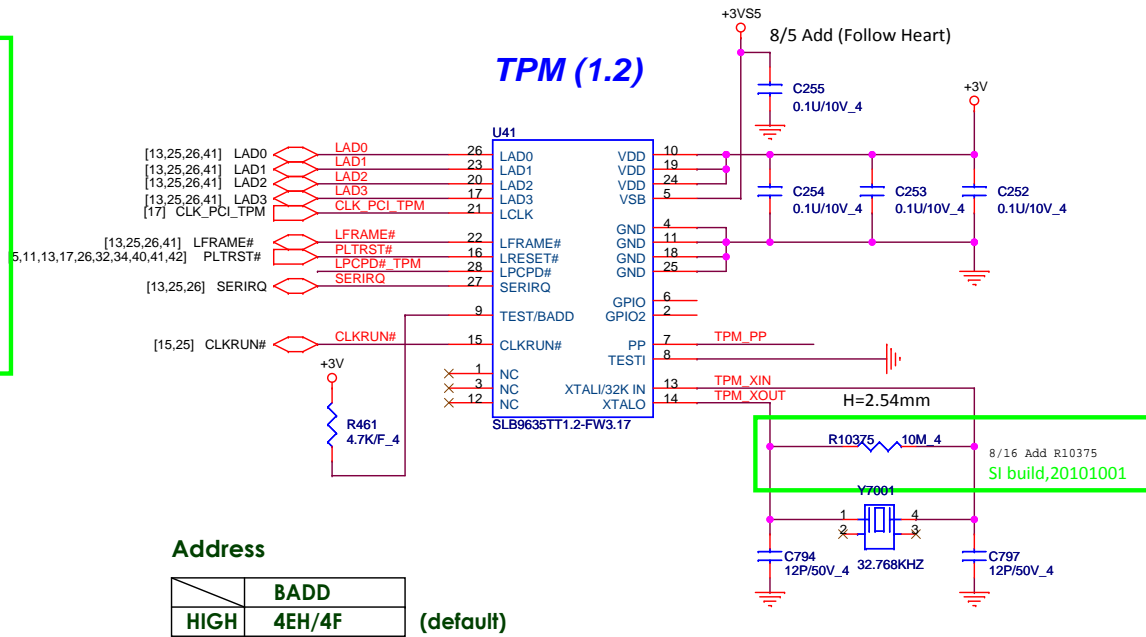 +3VS5
8/5 Add (Follow Heart)
TPM (1.2)
C255
0.1U/10V_4
+3V
U41
[13,25,26,41] LAD0 LAD0 26 LAD0 VDD 10
[13,25,26,41] LAD1 LAD1 23 LAD1 VDD 19
[13,25,26,41] LAD2 LAD2 20 LAD2 VDD 24
[13,25,26,41] LAD3 LAD3 17 LAD3 VSB 5
[17] CLK_PCI_TPM CLK_PCI_TPM 21 LCLK
C254 C253 C252
0.1U/10V_4 0.1U/10V_4 0.1U/10V_4
GND 4
[13,25,26,41] LFRAME# LFRAME# 22 LFRAME# GND 11
5,11,13,17,26,32,34,40,41,42] PLTRST# PLTRST# 16 LRESET# GND 18
LPCPD#_TPM 28 LPCPD# GND 25
[13,25,26] SERIRQ SERIRQ 27 SERIRQ
GPIO 6
9 TEST/BADD GPIO2 2
[15,25] CLKRUN# CLKRUN# 15 CLKRUN# PP 7 TPM_PP
TESTI 8
+3V
1 NC
3 NC XTALI/32K IN 13 TPM_XIN
12 NC XTALO 14 TPM_XOUT
H=2.54mm
SLB9635TT1.2-FW3.17
R461
4.7K/F_4
R10375 10M_4
8/16 Add R10375
SI build,20101001
Y7001
1 4
2 3
32.768KHZ
C794
12P/50V_4
C797
12P/50V_4
Address
BADD
HIGH 4EH/4F (default)